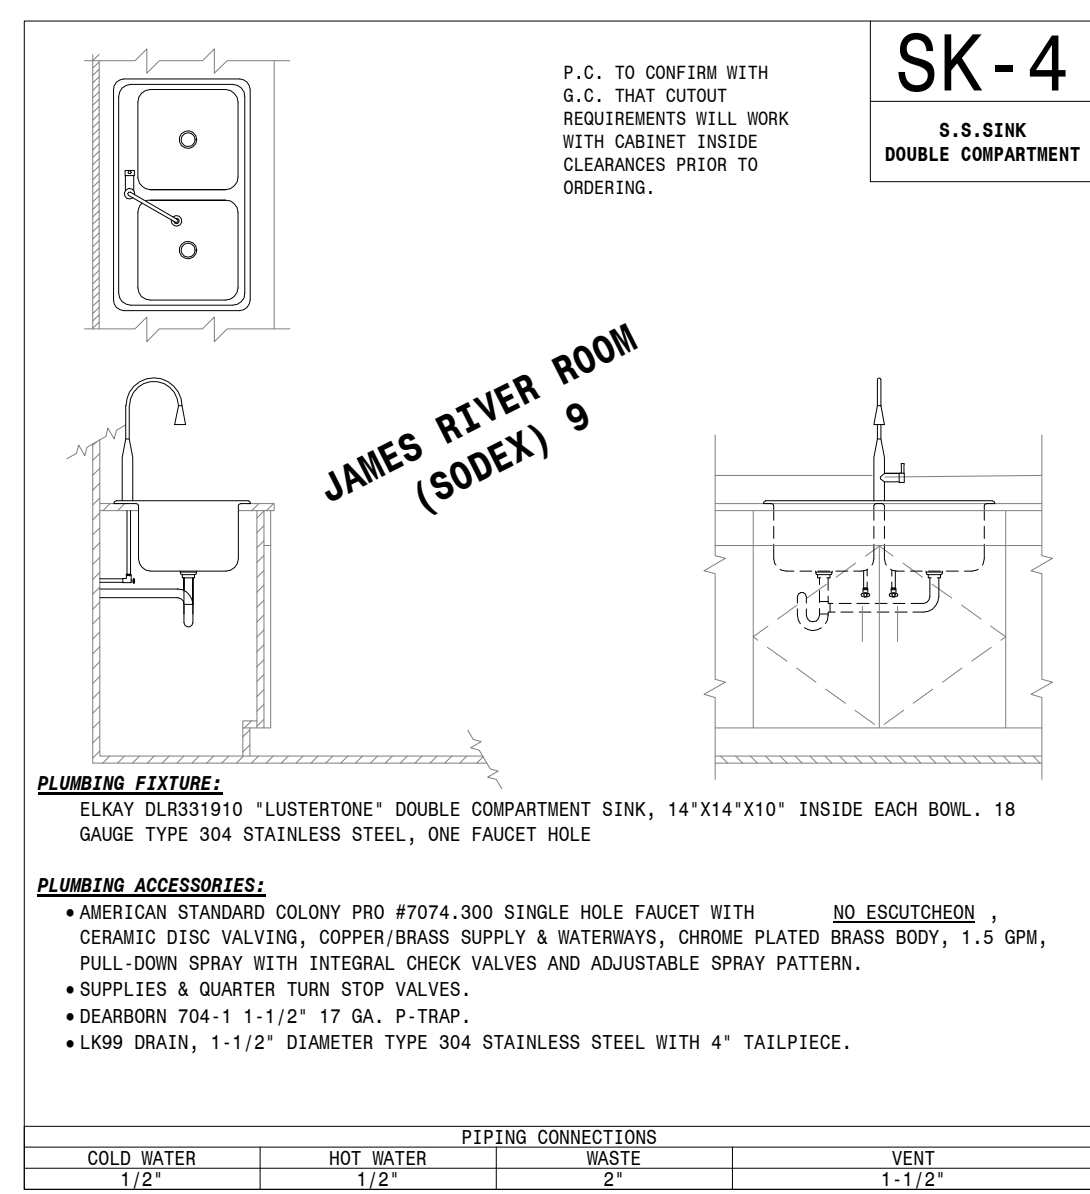 P.C. TO CONFIRM WITH
G.C. THAT CUTOUT
REQUIREMENTS WILL WORK
WITH CABINET INSIDE
CLEARANCES PRIOR TO
ORDERING.
SK-4
S.S.SINK
DOUBLE COMPARTMENT
JAMES RIVER ROOM
(SODEX) 9
PLUMBING FIXTURE:
ELKAY DLR331910 "LUSTERTONE" DOUBLE COMPARTMENT SINK, 14"X14"X10" INSIDE EACH BOWL. 18
GAUGE TYPE 304 STAINLESS STEEL, ONE FAUCET HOLE
PLUMBING ACCESSORIES:
• AMERICAN STANDARD COLONY PRO #7074.300 SINGLE HOLE FAUCET WITH NO ESCUTCHEON ,
CERAMIC DISC VALVING, COPPER/BRASS SUPPLY & WATERWAYS, CHROME PLATED BRASS BODY, 1.5 GPM,
PULL-DOWN SPRAY WITH INTEGRAL CHECK VALVES AND ADJUSTABLE SPRAY PATTERN.
• SUPPLIES & QUARTER TURN STOP VALVES.
• DEARBORN 704-1 1-1/2" 17 GA. P-TRAP.
• LK99 DRAIN, 1-1/2" DIAMETER TYPE 304 STAINLESS STEEL WITH 4" TAILPIECE.
PIPING CONNECTIONS
COLD WATER HOT WATER WASTE VENT
1/2" 1/2" 2" 1-1/2"